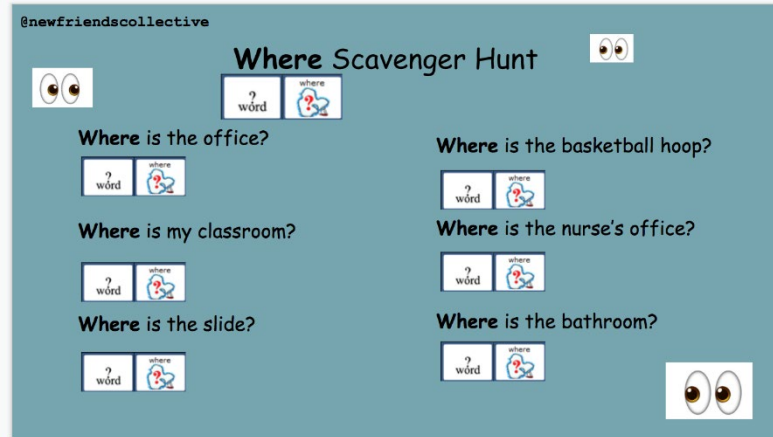 @newfriendscollective
Where Scavenger Hunt
? word where ?
Where is the office?
? word where ?
Where is my classroom?
? word where ?
Where is the slide?
? word where ?
Where is the basketball hoop?
? word where ?
Where is the nurse's office?
? word where ?
Where is the bathroom?
? word where ?